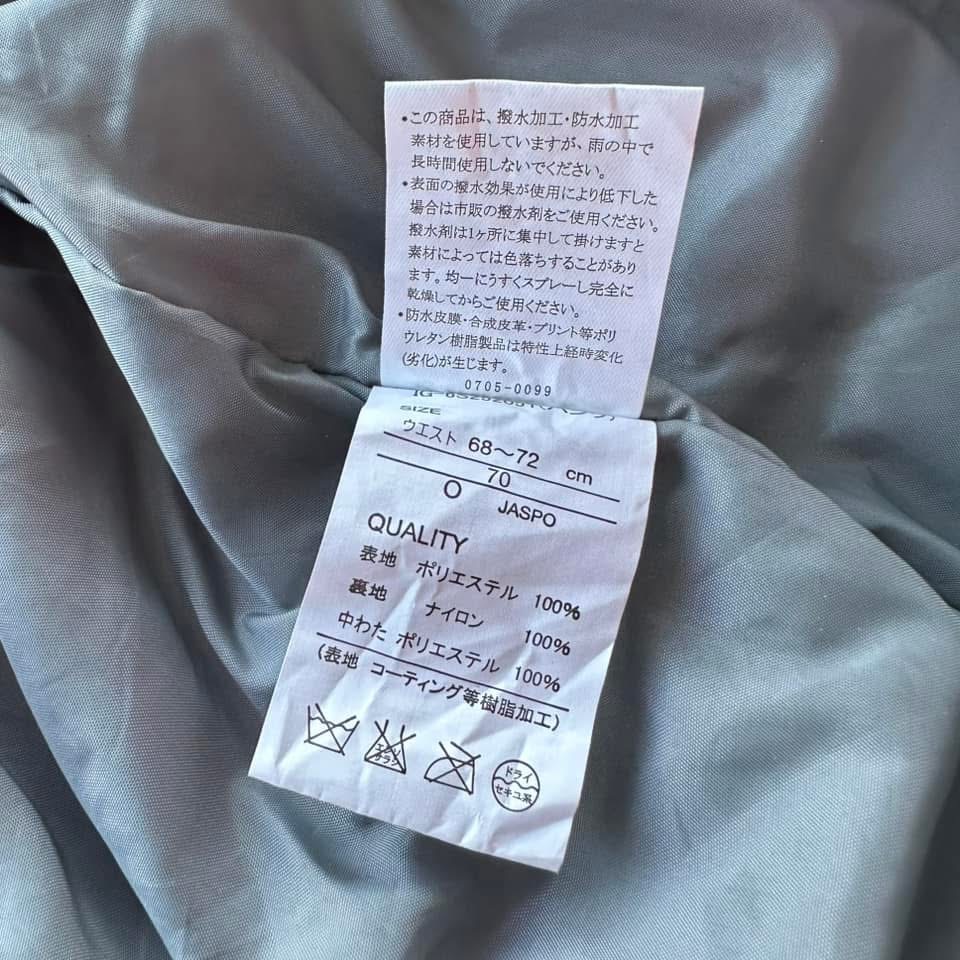 •この商品は、撥水加工・防水加工
素材を使用していますが、雨の中で
長時間使用しないでください。
•表面の撥水効果が使用により低下した
場合は市販の撥水剤をご使用ください。
撥水剤は1ヶ所に集中して掛けますと
素材によっては色落ちすることがあり
ます。均一にうすくスプレーし完全に
乾燥してからご使用ください。
•防水皮膜・合成皮革・プリント等ポリ
ウレタン樹脂製品は特性上経時変化
(劣化)が生じます。
0705-0099
SIZE
ウエスト 68～72 cm
70
O JASPO
QUALITY
表地 ポリエステル 100%
裏地 ナイロン 100%
中わた ポリエステル 100%
(表地 コーティング等樹脂加工)
エンソ
サラシ
ドライ
セキユ系